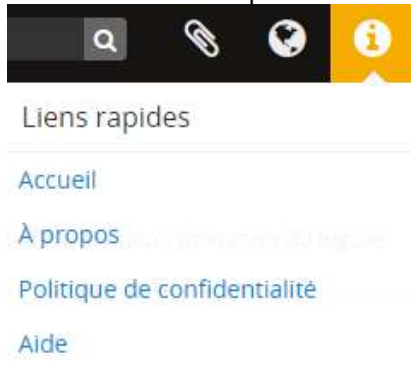 Liens rapides
Accueil
À propos
Politique de confidentialité
Aide